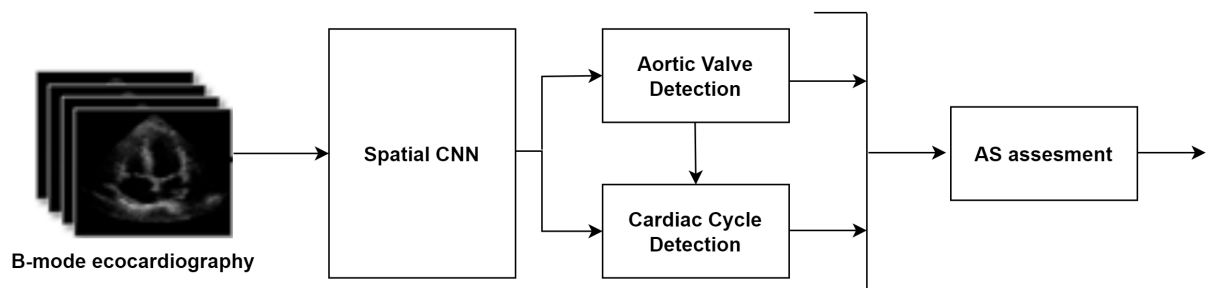 B-mode ecocardiography
Spatial CNN
Aortic Valve
Detection
Cardiac Cycle
Detection
AS assesment